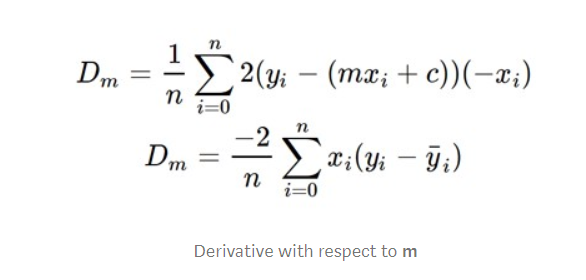 D_m = \frac{1}{n} \sum_{i=0}^{n} 2(y_i - (mx_i + c))(-x_i)
D_m = \frac{-2}{n} \sum_{i=0}^{n} x_i(y_i - \bar{y}_i)
Derivative with respect to m